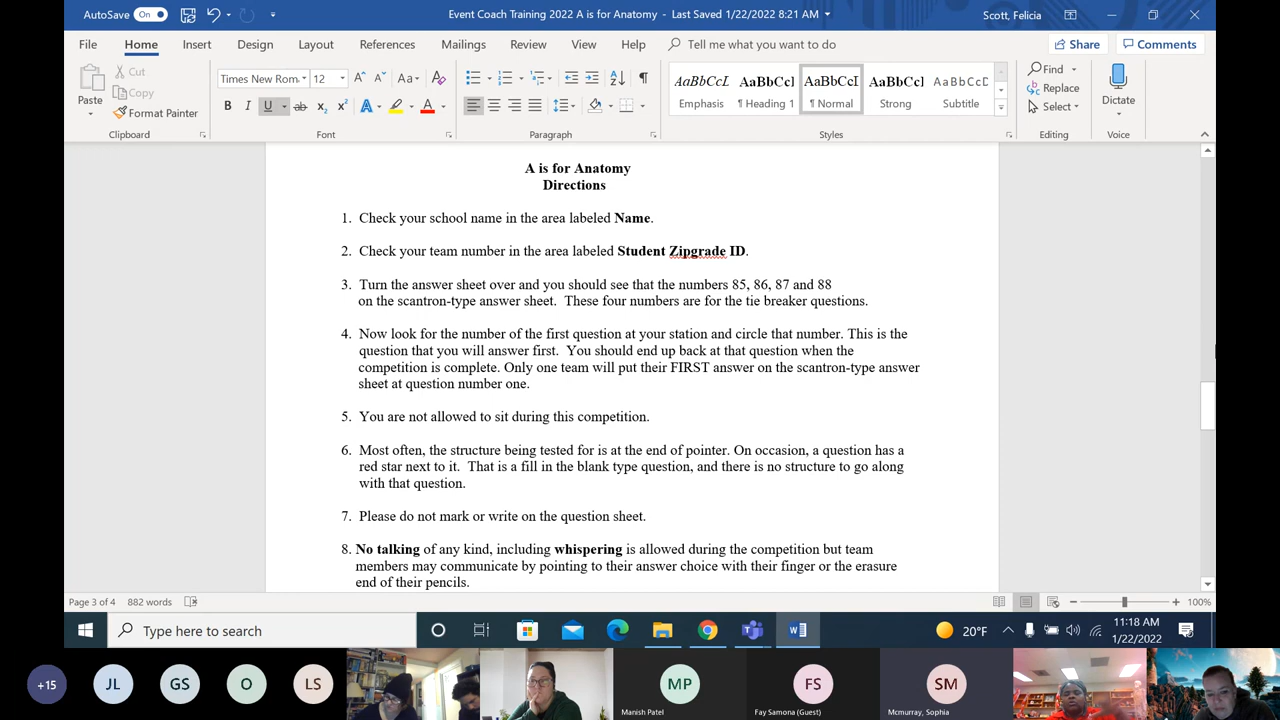 AutoSave On Event Coach Training 2022 A is for Anatomy - Last Saved 1/22/2022 8:21 AM Scott, Felicia
File Home Insert Design Layout References Mailings Review View Help Tell me what you want to do Share Comments
Paste
Cut
Copy
Format Painter
Clipboard
Times New Rom 12
Font
Paragraph
AaBbCcL AaBbCcI AaBbCcI AaBbCcI AaBbCcD
Emphasis ¶ Heading 1 ¶ Normal Strong Subtitle
Styles
Find
Replace
Select
Editing
Dictate
Voice
A is for Anatomy
Directions
1. Check your school name in the area labeled Name.
2. Check your team number in the area labeled Student Zipgrade ID.
3. Turn the answer sheet over and you should see that the numbers 85, 86, 87 and 88
on the scantron-type answer sheet. These four numbers are for the tie breaker questions.
4. Now look for the number of the first question at your station and circle that number. This is the
question that you will answer first. You should end up back at that question when the
competition is complete. Only one team will put their FIRST answer on the scantron-type answer
sheet at question number one.
5. You are not allowed to sit during this competition.
6. Most often, the structure being tested for is at the end of pointer. On occasion, a question has a
red star next to it. That is a fill in the blank type question, and there is no structure to go along
with that question.
7. Please do not mark or write on the question sheet.
8. No talking of any kind, including whispering is allowed during the competition but team
members may communicate by pointing to their answer choice with their finger or the erasure
end of their pencils.
Page 3 of 4 882 words 100%
Type here to search 20°F 11:18 AM
1/22/2022
+15 JL GS O LS MP FS SM
Manish Patel Fay Samona (Guest) Mcmurray, Sophia